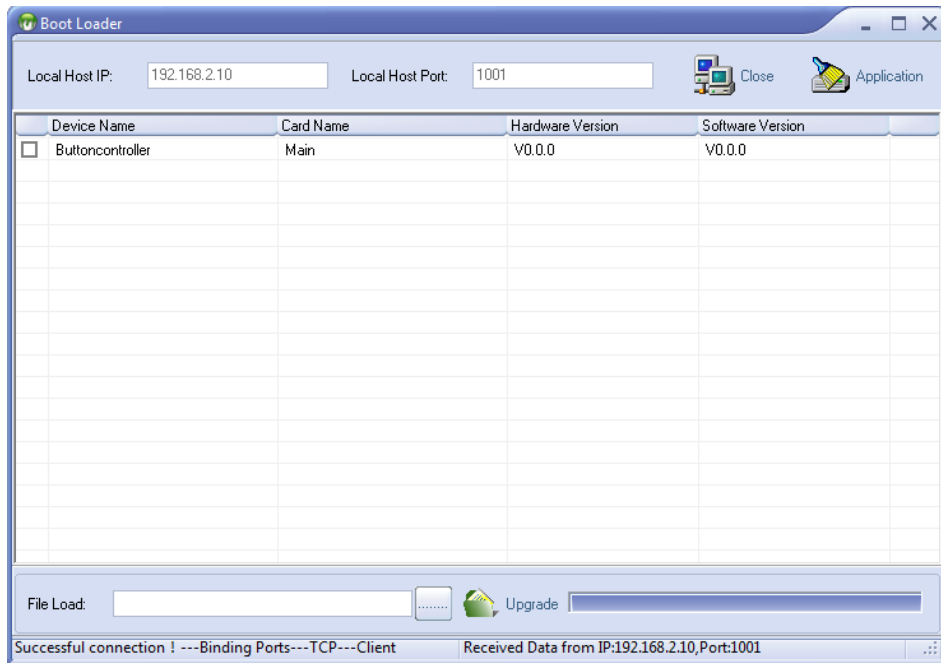 Boot Loader
Local Host IP: 192.168.2.10 Local Host Port: 1001 Close Application
Device Name Card Name Hardware Version Software Version
Buttoncontroller Main V0.0.0 V0.0.0
File Load: ........ Upgrade
Successful connection ! ---Binding Ports---TCP---Client Received Data from IP:192.168.2.10,Port:1001